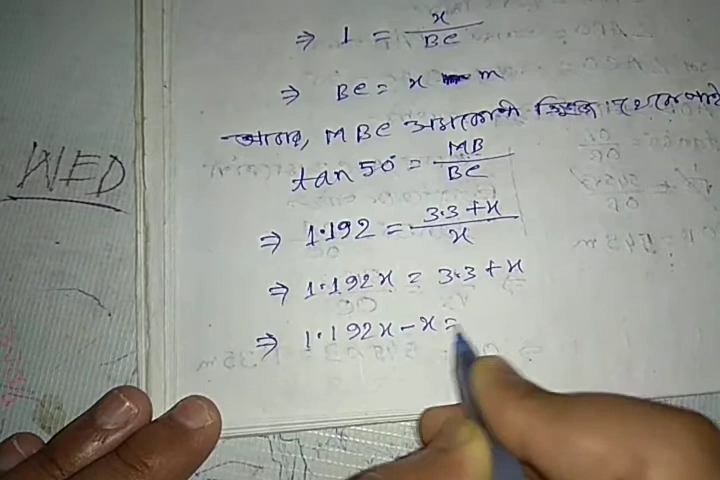 ⇒ 1 = x/BC
⇒ BC = x m
আবার, MBC সমকোণী ত্রিভুজ থেকে পাই
WED
tan 50° = MB/BC
⇒ 1.192 = 3.3 + x/x
⇒ 1.192x = 3.3 + x
⇒ 1.192x - x =